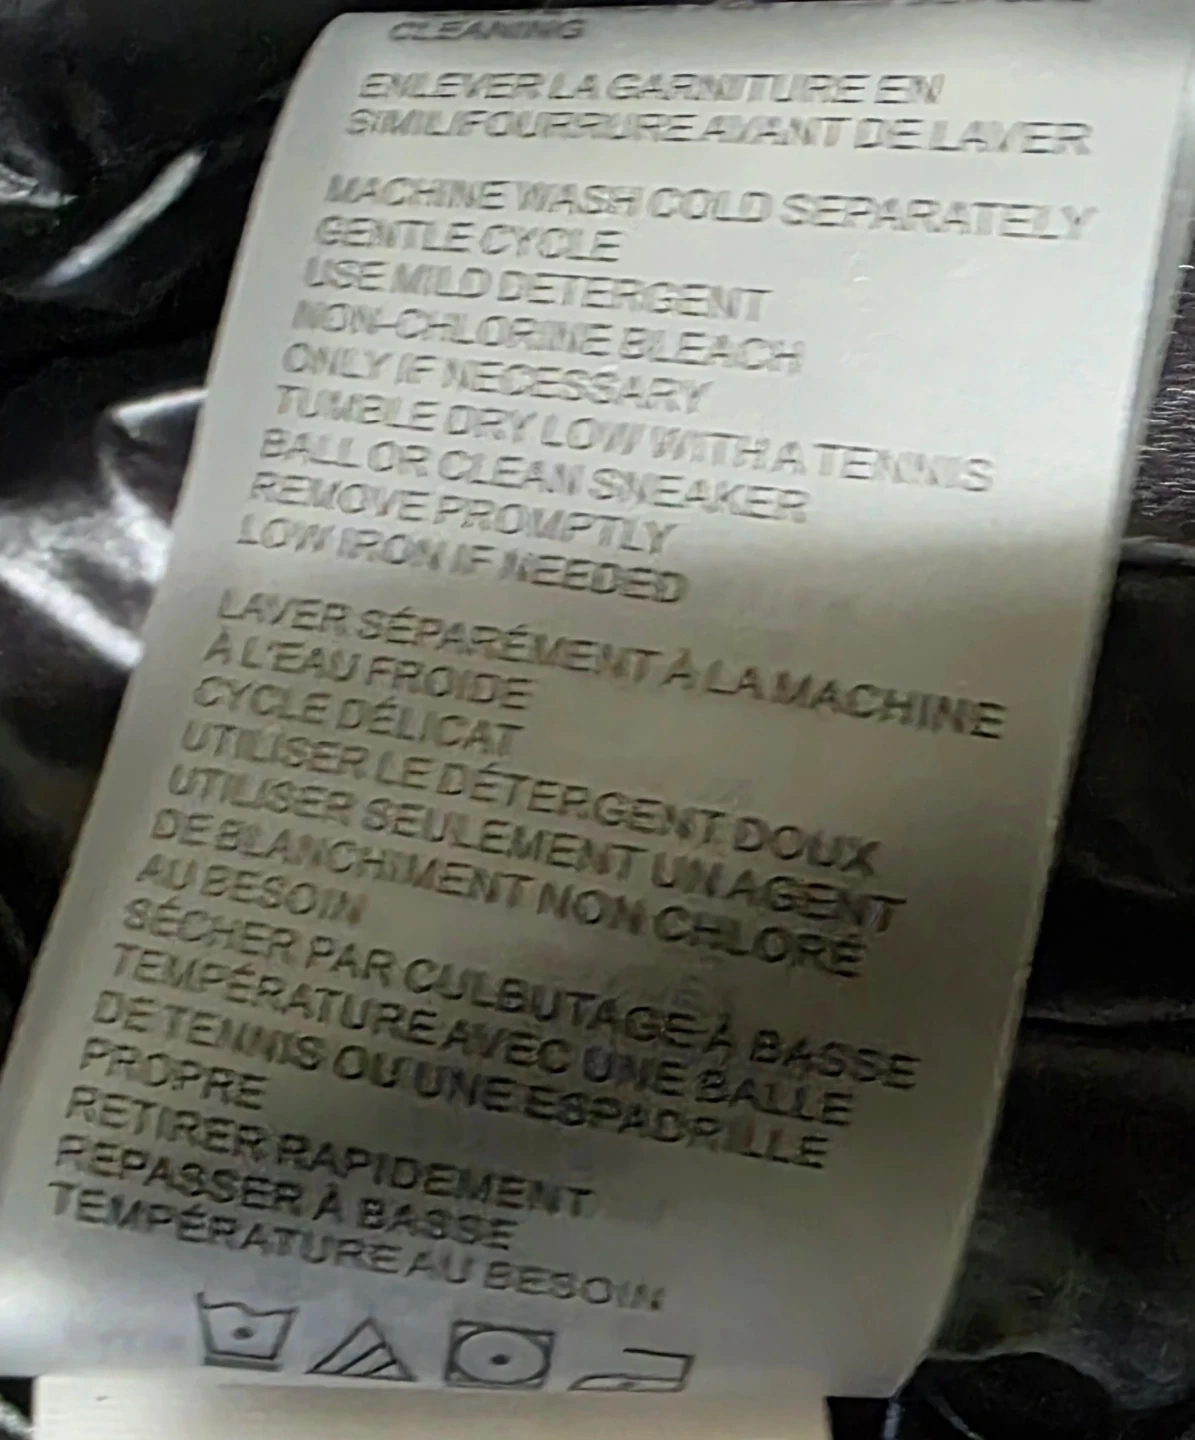 CLEANING
ENLEVER LA GARNITURE EN
SIMILIFOURRURE AVANT DE LAVER
MACHINE WASH COLD SEPARATELY
GENTLE CYCLE
USE MILD DETERGENT
NON-CHLORINE BLEACH
ONLY IF NECESSARY
TUMBLE DRY LOW WITH A TENNIS
BALL OR CLEAN SNEAKER
REMOVE PROMPTLY
LOW IRON IF NEEDED
LAVER SÉPARÉMENT À LA MACHINE
À L'EAU FROIDE
CYCLE DÉLICAT
UTILISER LE DÉTERGENT DOUX
UTILISER SEULEMENT UN AGENT
DE BLANCHIMENT NON CHLORÉ
AU BESOIN
SÉCHER PAR CULBUTAGE À BASSE
TEMPÉRATURE AVEC UNE BALLE
DE TENNIS OU UNE ESPADRILLE
PROPRE
RETIRER RAPIDEMENT
REPASSER À BASSE
TEMPÉRATURE AU BESOIN